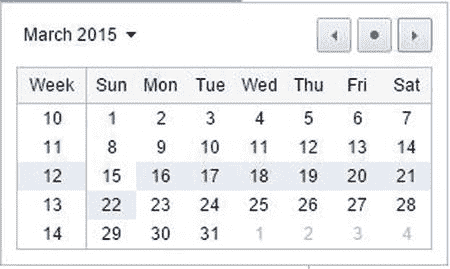 March 2015
Week Sun Mon Tue Wed Thu Fri Sat
10 1 2 3 4 5 6 7
11 8 9 10 11 12 13 14
12 15 16 17 18 19 20 21
13 22 23 24 25 26 27 28
14 29 30 31 1 2 3 4